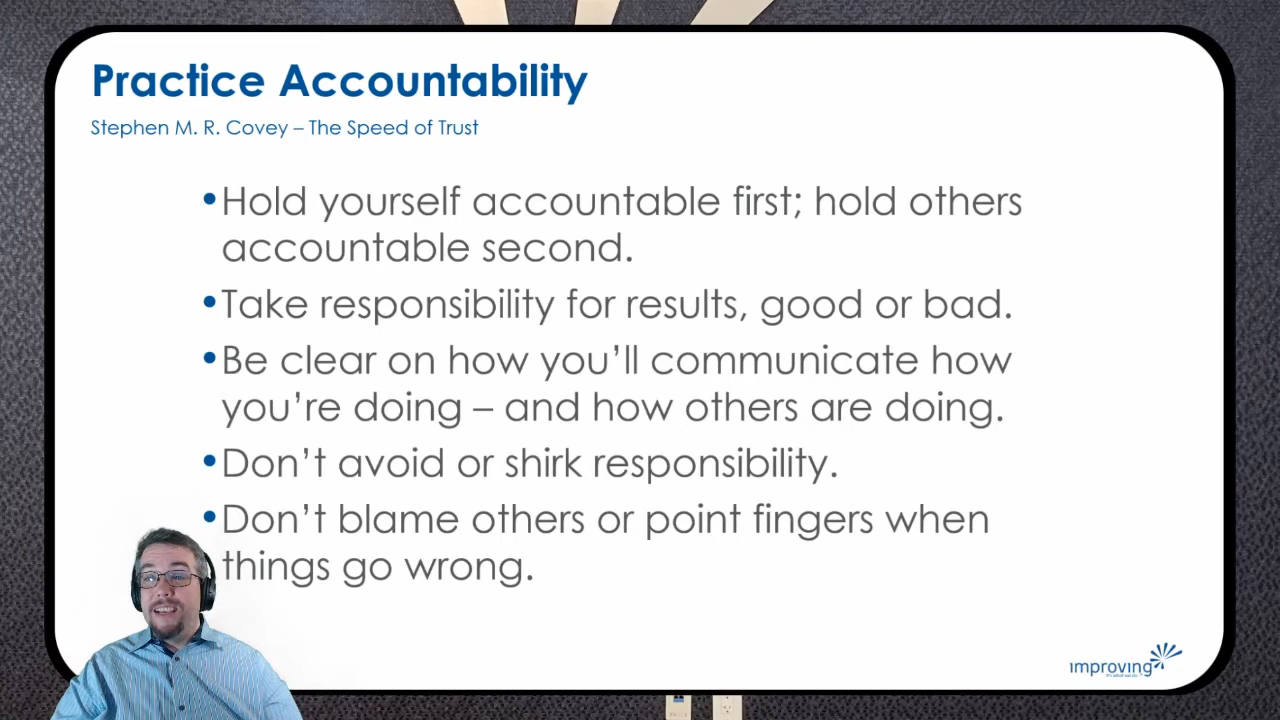 Practice Accountability
Stephen M. R. Covey – The Speed of Trust
•Hold yourself accountable first; hold others
accountable second.
•Take responsibility for results, good or bad.
•Be clear on how you’ll communicate how
you’re doing – and how others are doing.
•Don’t avoid or shirk responsibility.
•Don’t blame others or point fingers when
things go wrong.
improving